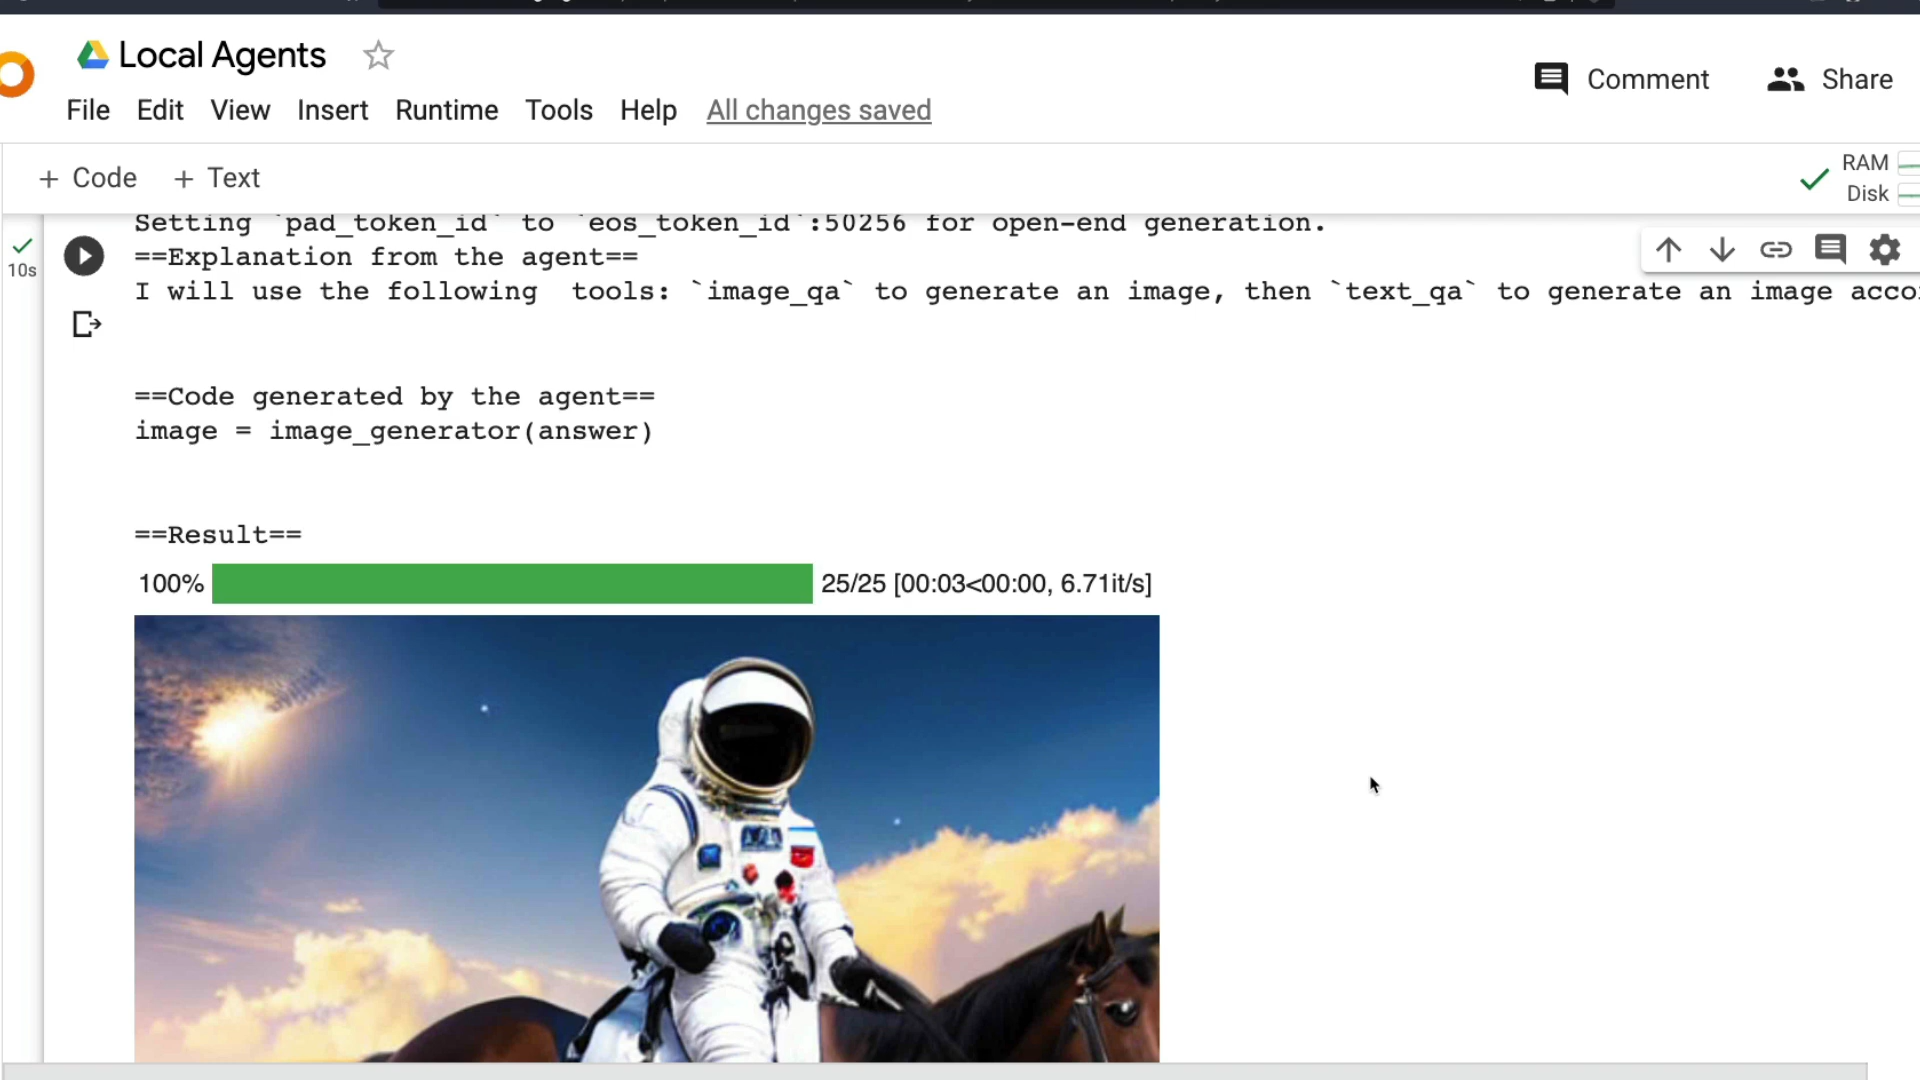 Local Agents
Comment
Share
File Edit View Insert Runtime Tools Help All changes saved
+ Code + Text
RAM
Disk
Setting `pad_token_id` to `eos_token_id`:50256 for open-end generation.
10s
==Explanation from the agent==
I will use the following  tools: `image_qa` to generate an image, then `text_qa` to generate an image
==Code generated by the agent==
image = image_generator(answer)
==Result==
100%
25/25 [00:03<00:00, 6.71it/s]